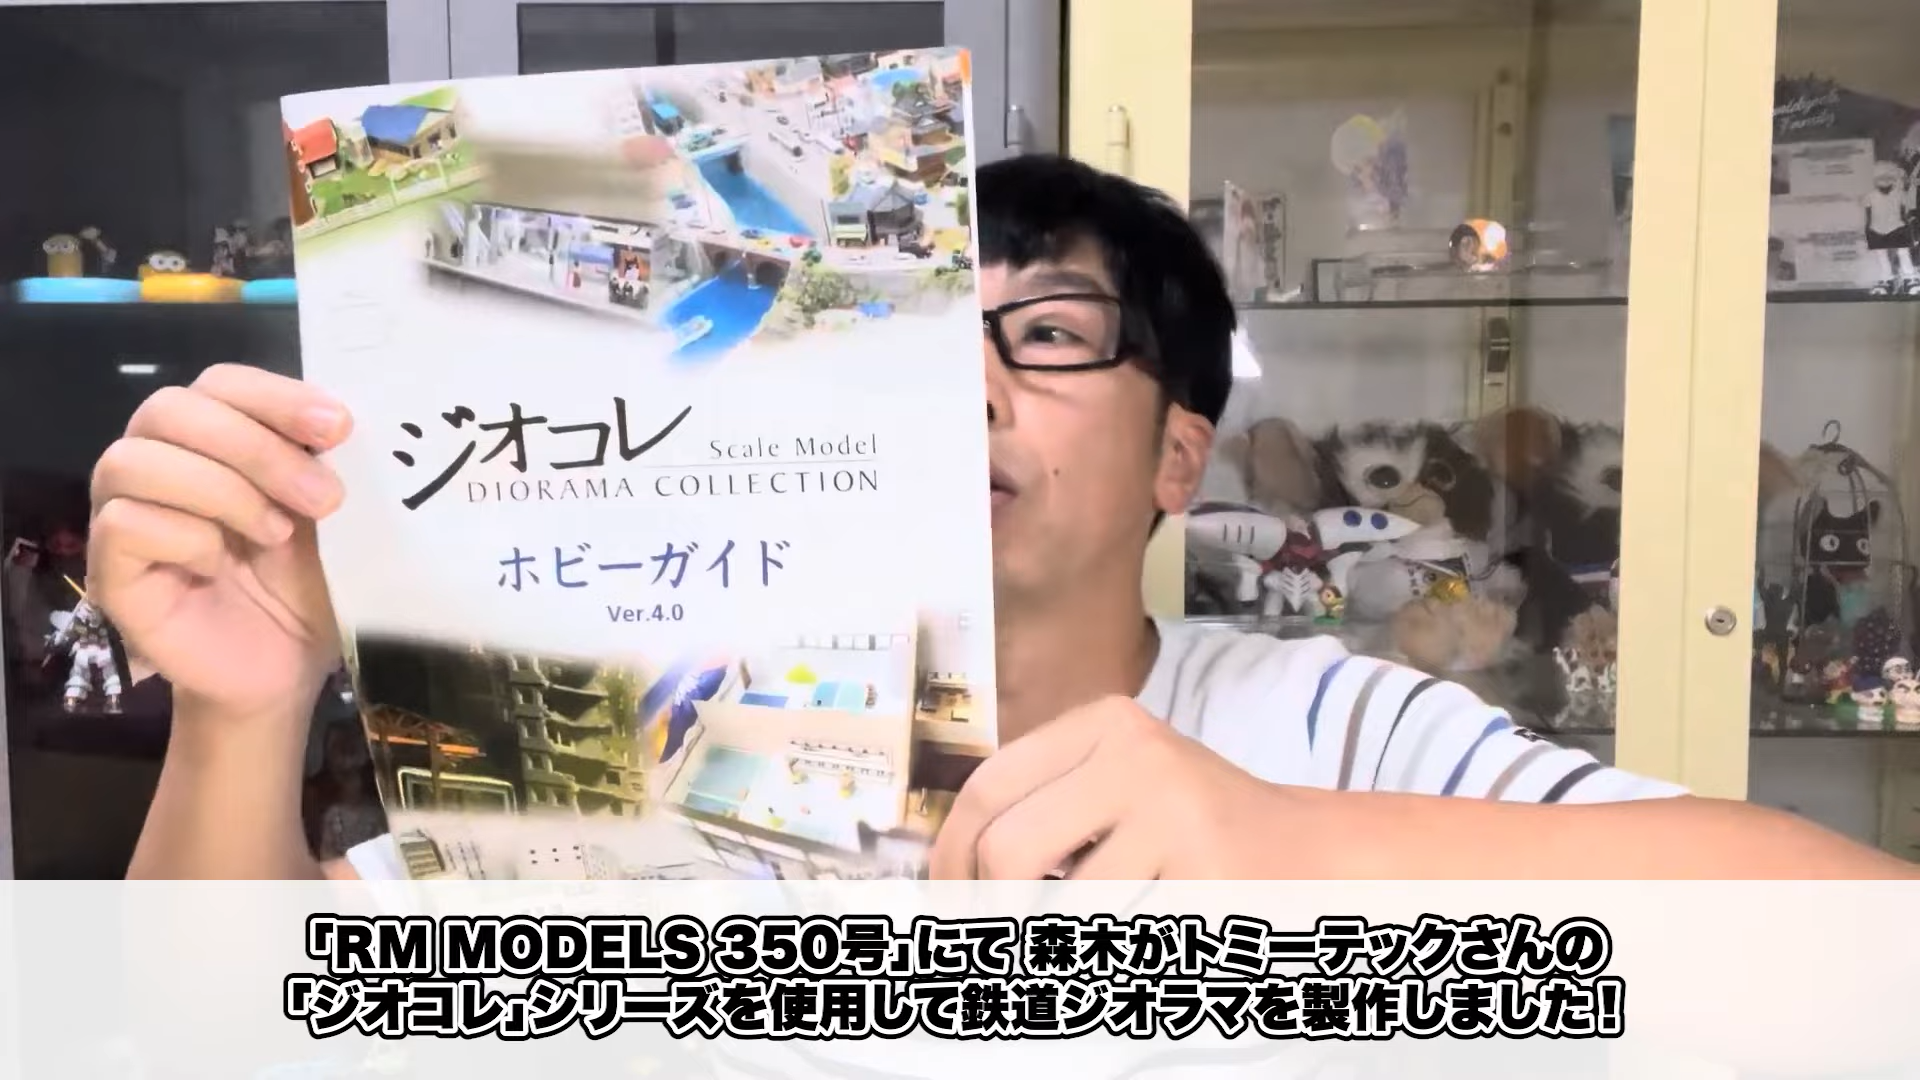 ジオコレ
Scale Model
DIORAMA COLLECTION
ホビーガイド
Ver.4.0
「RM MODELS 350号」にて 森木がトミーテックさんの
「ジオコレ」シリーズを使用して鉄道ジオラマを製作しました！